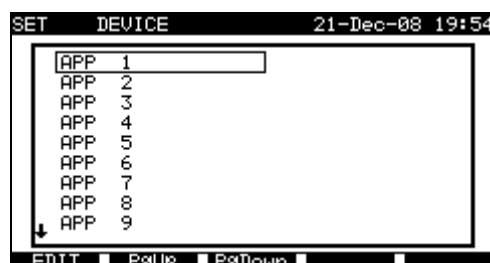 SET DEVICE 21-Dec-08 19:54
APP 1
APP 2
APP 3
APP 4
APP 5
APP 6
APP 7
APP 8
APP 9
EDIT PgUp PgDown